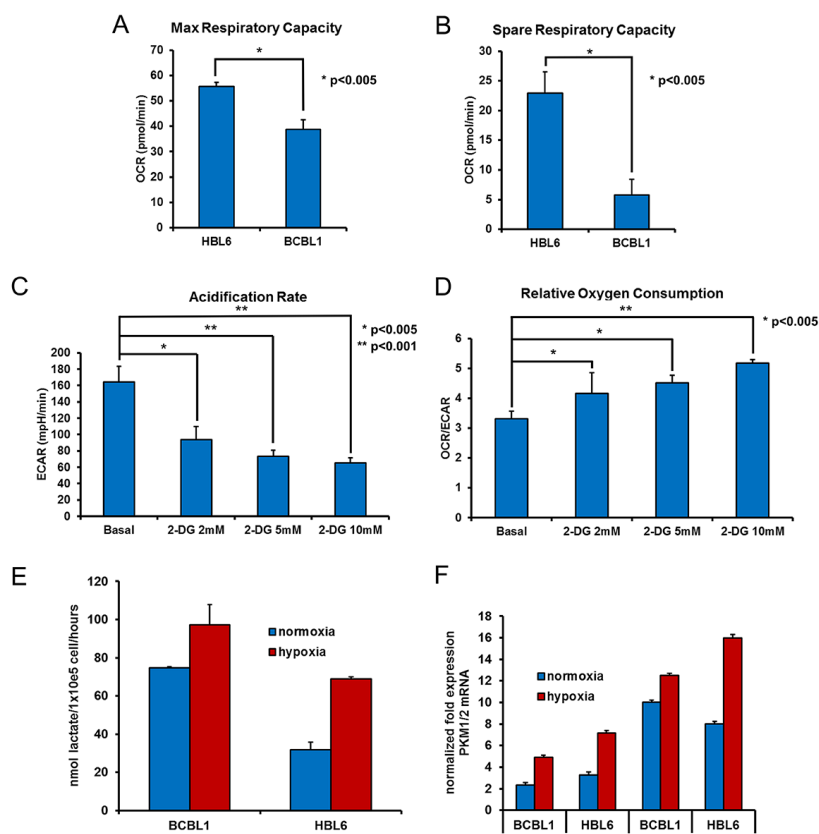 A
Max Respiratory Capacity
*
* p<0.005
OCR (pmol/min)
70
60
50
40
30
20
10
0
HBL6
BCBL1
B
Spare Respiratory Capacity
*
* p<0.005
OCR (pmol/min)
30
25
20
15
10
5
0
HBL6
BCBL1
C
Acidification Rate
**
* p<0.005
** p<0.001
**
*
ECAR (mpH/min)
200
180
160
140
120
100
80
60
40
20
0
Basal
2-DG 2mM
2-DG 5mM
2-DG 10mM
D
Relative Oxygen Consumption
**
* p<0.005
*
*
OCR/ECAR
6
5
4
3
2
1
0
Basal
2-DG 2mM
2-DG 5mM
2-DG 10mM
E
nmol lactate/1x10e5 cell/hours
120
100
80
60
40
20
0
normoxia
hypoxia
BCBL1
HBL6
F
normalized fold expression
PKM1/2 mRNA
18
16
14
12
10
8
6
4
2
0
normoxia
hypoxia
BCBL1
HBL6
BCBL1
HBL6